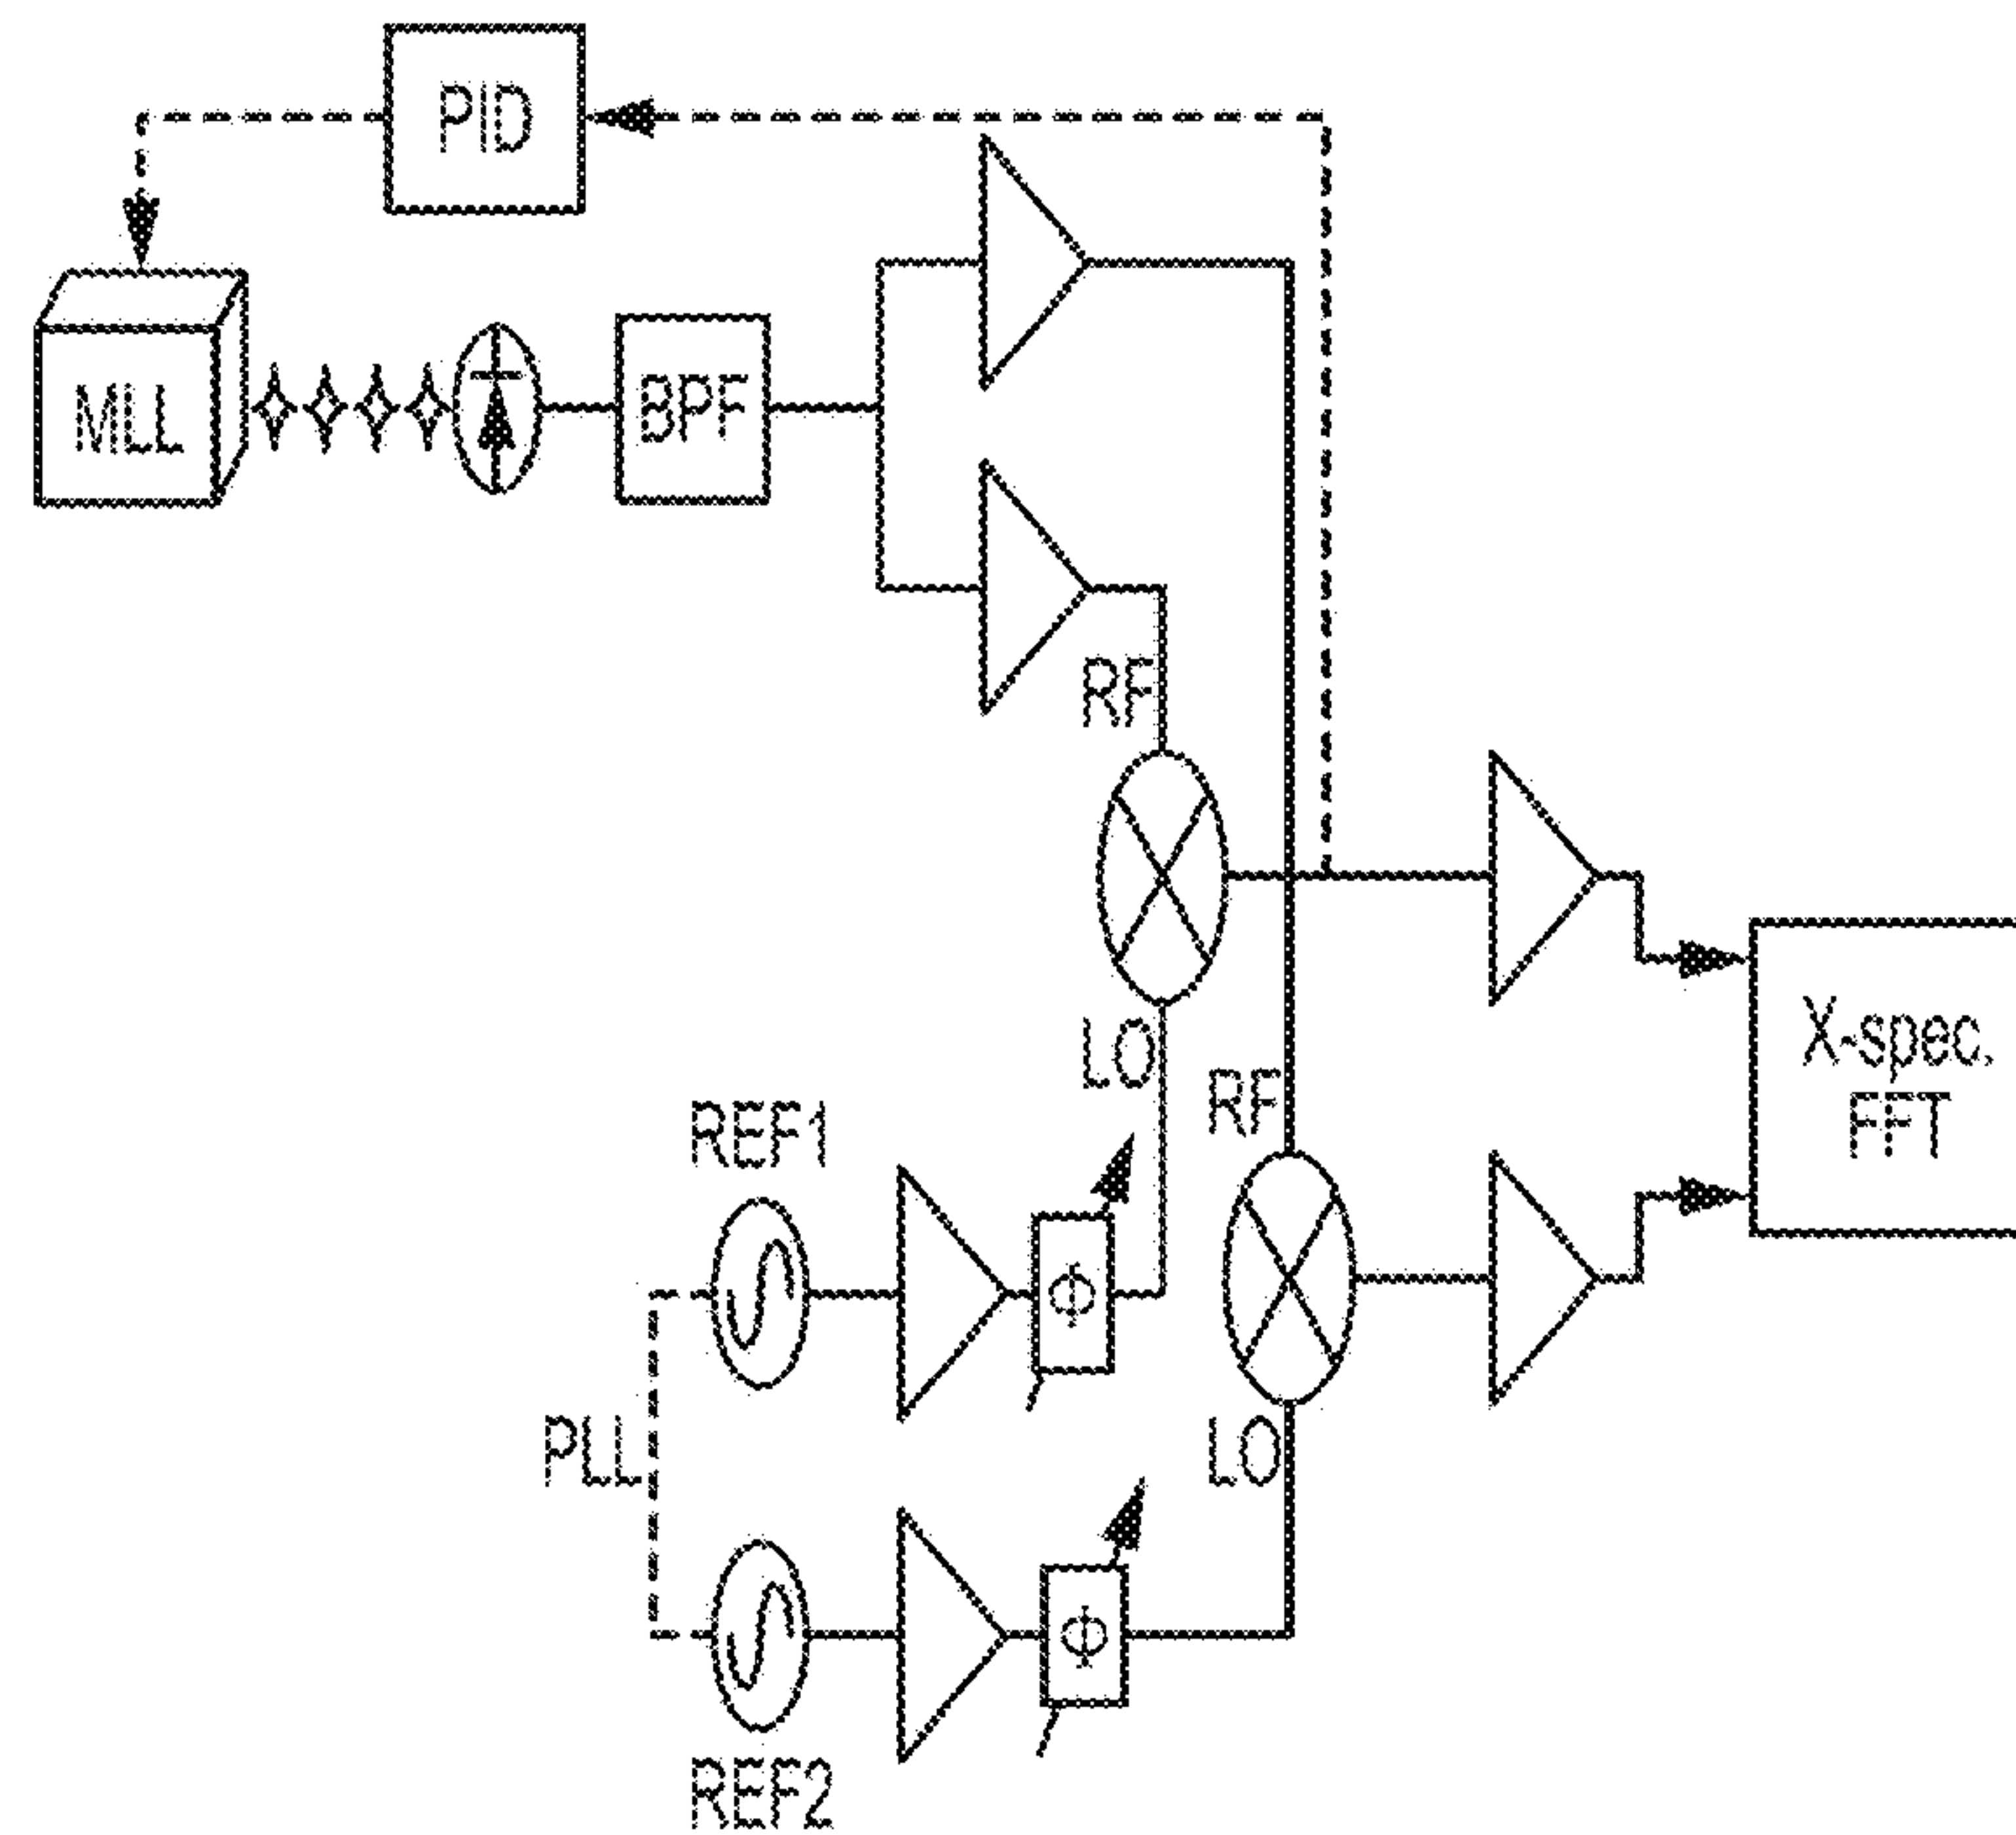 PID
MLL
BPF
RF
LO
RF
X-spec.
FFT
REF1
Φ
PLL
LO
Φ
REF2